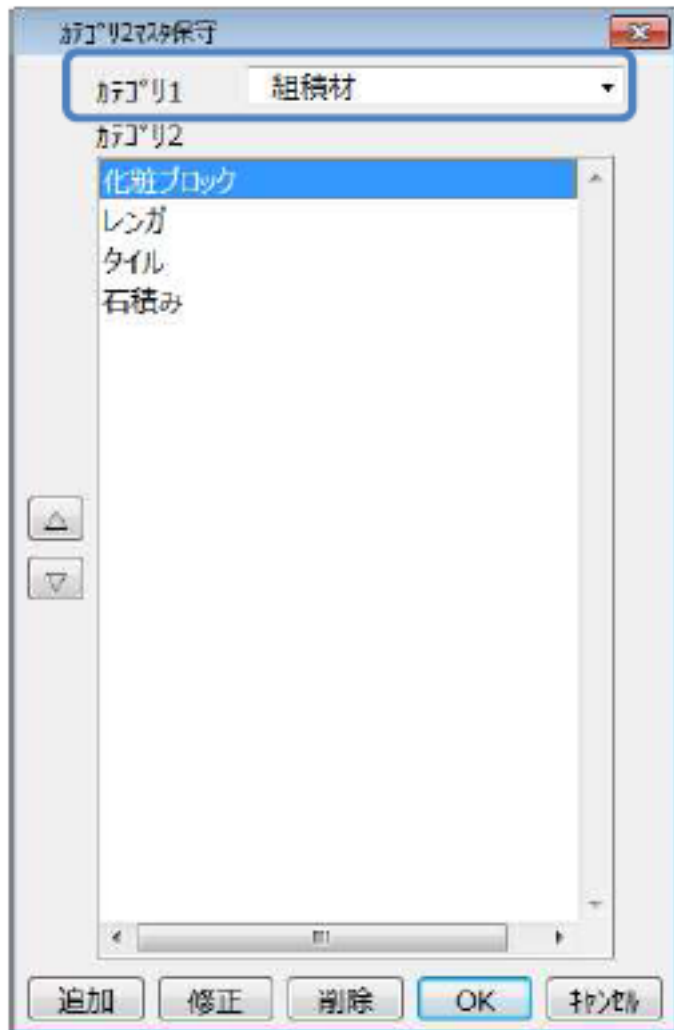 ｶﾃｺﾞﾘ2ﾏｽﾀ保守
ｶﾃｺﾞﾘ1 組積材
ｶﾃｺﾞﾘ2
化粧ブロック
レンガ
タイル
石積み
追加 修正 削除 OK ｷｬﾝｾﾙ